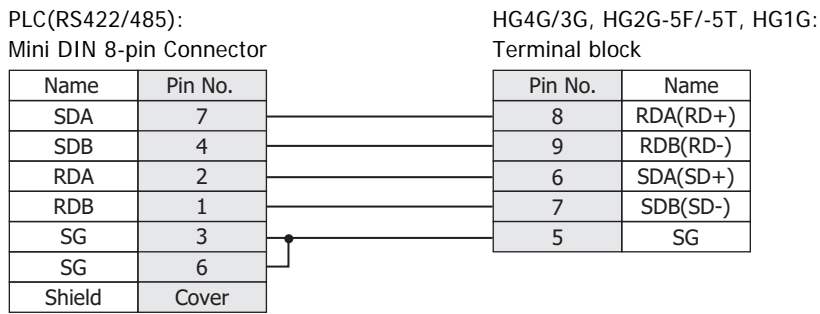 PLC(RS422/485):
Mini DIN 8-pin Connector
Name Pin No.
SDA 7
SDB 4
RDA 2
RDB 1
SG 3
SG 6
Shield Cover
HG4G/3G, HG2G-5F/-5T, HG1G:
Terminal block
Pin No. Name
8 RDA(RD+)
9 RDB(RD-)
6 SDA(SD+)
7 SDB(SD-)
5 SG